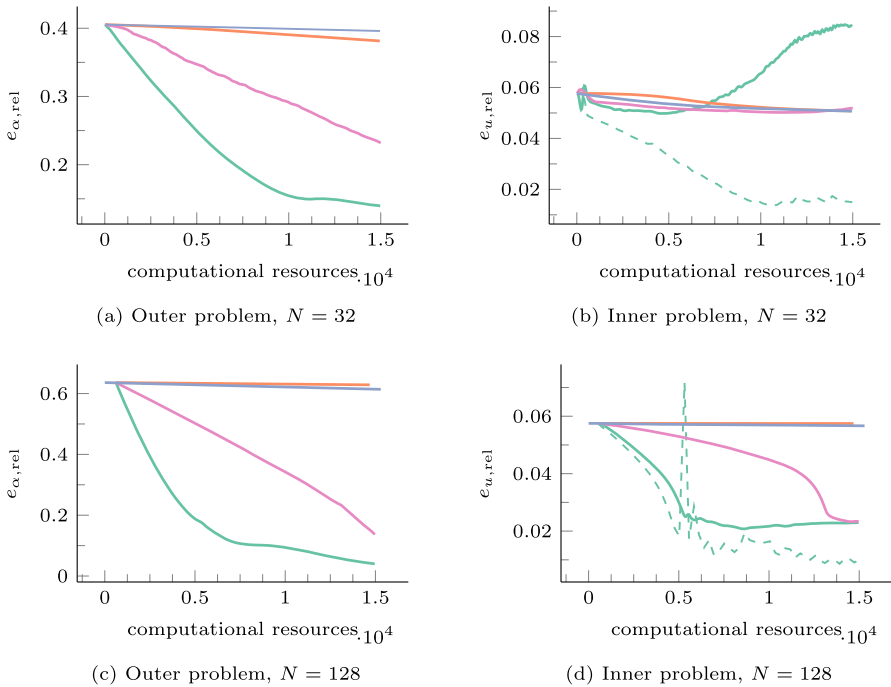 0.4
0.3
0.2
e_{α,rel}
0 0.5 1 1.5
computational resources ·10^4
(a) Outer problem, N = 32
0.08
0.06
0.04
0.02
e_{u,rel}
0 0.5 1 1.5
computational resources ·10^4
(b) Inner problem, N = 32
0.6
0.4
0.2
0
e_{α,rel}
0 0.5 1 1.5
computational resources ·10^4
(c) Outer problem, N = 128
0.06
0.04
0.02
e_{u,rel}
0 0.5 1 1.5
computational resources ·10^4
(d) Inner problem, N = 128